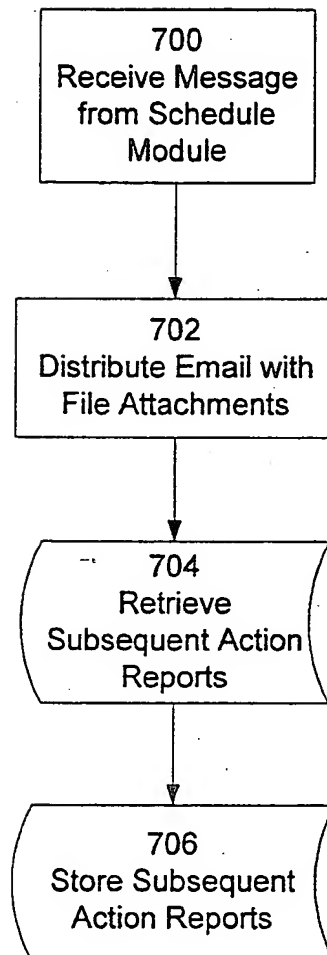 700
Receive Message
from Schedule
Module
702
Distribute Email with
File Attachments
704
Retrieve
Subsequent Action
Reports
706
Store Subsequent
Action Reports